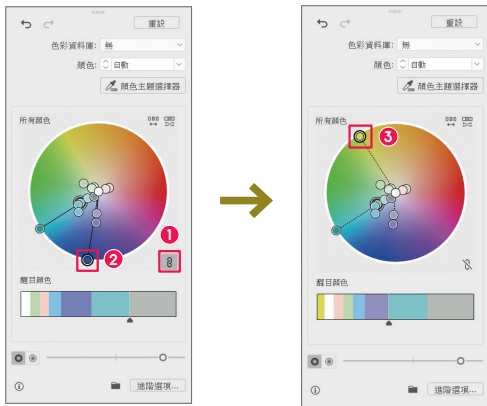 重設
色彩資料庫: 無
顏色: 自動
顏色主題選擇器
所有顏色
1
2
醒目顏色
進階選項...
重設
色彩資料庫: 無
顏色: 自動
顏色主題選擇器
所有顏色
3
醒目顏色
進階選項...